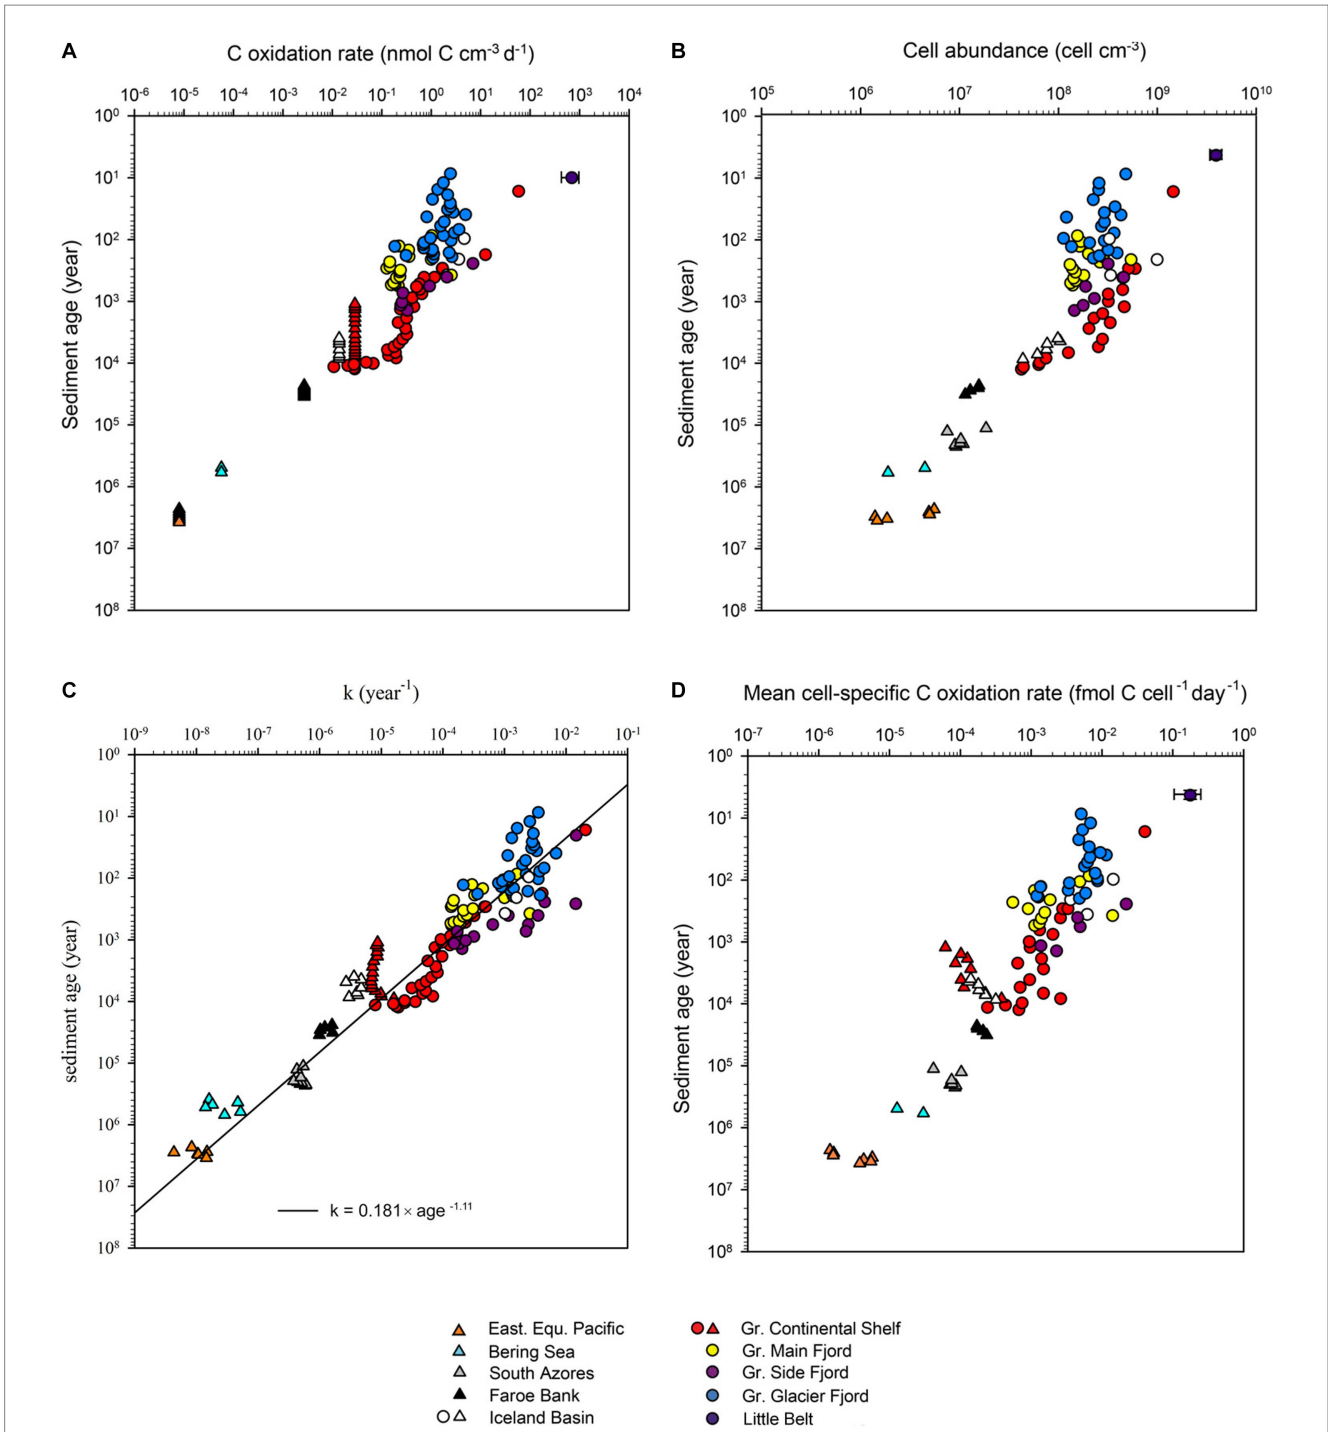 A
C oxidation rate (nmol C cm⁻³ d⁻¹)
10⁻⁶ 10⁻⁵ 10⁻⁴ 10⁻³ 10⁻² 10⁻¹ 10⁰ 10¹ 10² 10³ 10⁴
10⁰
10¹
10²
10³
10⁴
10⁵
10⁶
10⁷
10⁸
Sediment age (year)
B
Cell abundance (cell cm⁻³)
10⁵ 10⁶ 10⁷ 10⁸ 10⁹ 10¹⁰
10⁰
10¹
10²
10³
10⁴
10⁵
10⁶
10⁷
10⁸
Sediment age (year)
C
k (year⁻¹)
10⁻⁹ 10⁻⁸ 10⁻⁷ 10⁻⁶ 10⁻⁵ 10⁻⁴ 10⁻³ 10⁻² 10⁻¹
10⁰
10¹
10²
10³
10⁴
10⁵
10⁶
10⁷
10⁸
sediment age (year)
k = 0.181× age ⁻¹·¹¹
D
Mean cell-specific C oxidation rate (fmol C cell⁻¹ day⁻¹)
10⁻⁷ 10⁻⁶ 10⁻⁵ 10⁻⁴ 10⁻³ 10⁻² 10⁻¹ 10⁰
10⁰
10¹
10²
10³
10⁴
10⁵
10⁶
10⁷
10⁸
Sediment age (year)
East. Equ. Pacific
Bering Sea
South Azores
Faroe Bank
Iceland Basin
Gr. Continental Shelf
Gr. Main Fjord
Gr. Side Fjord
Gr. Glacier Fjord
Little Belt